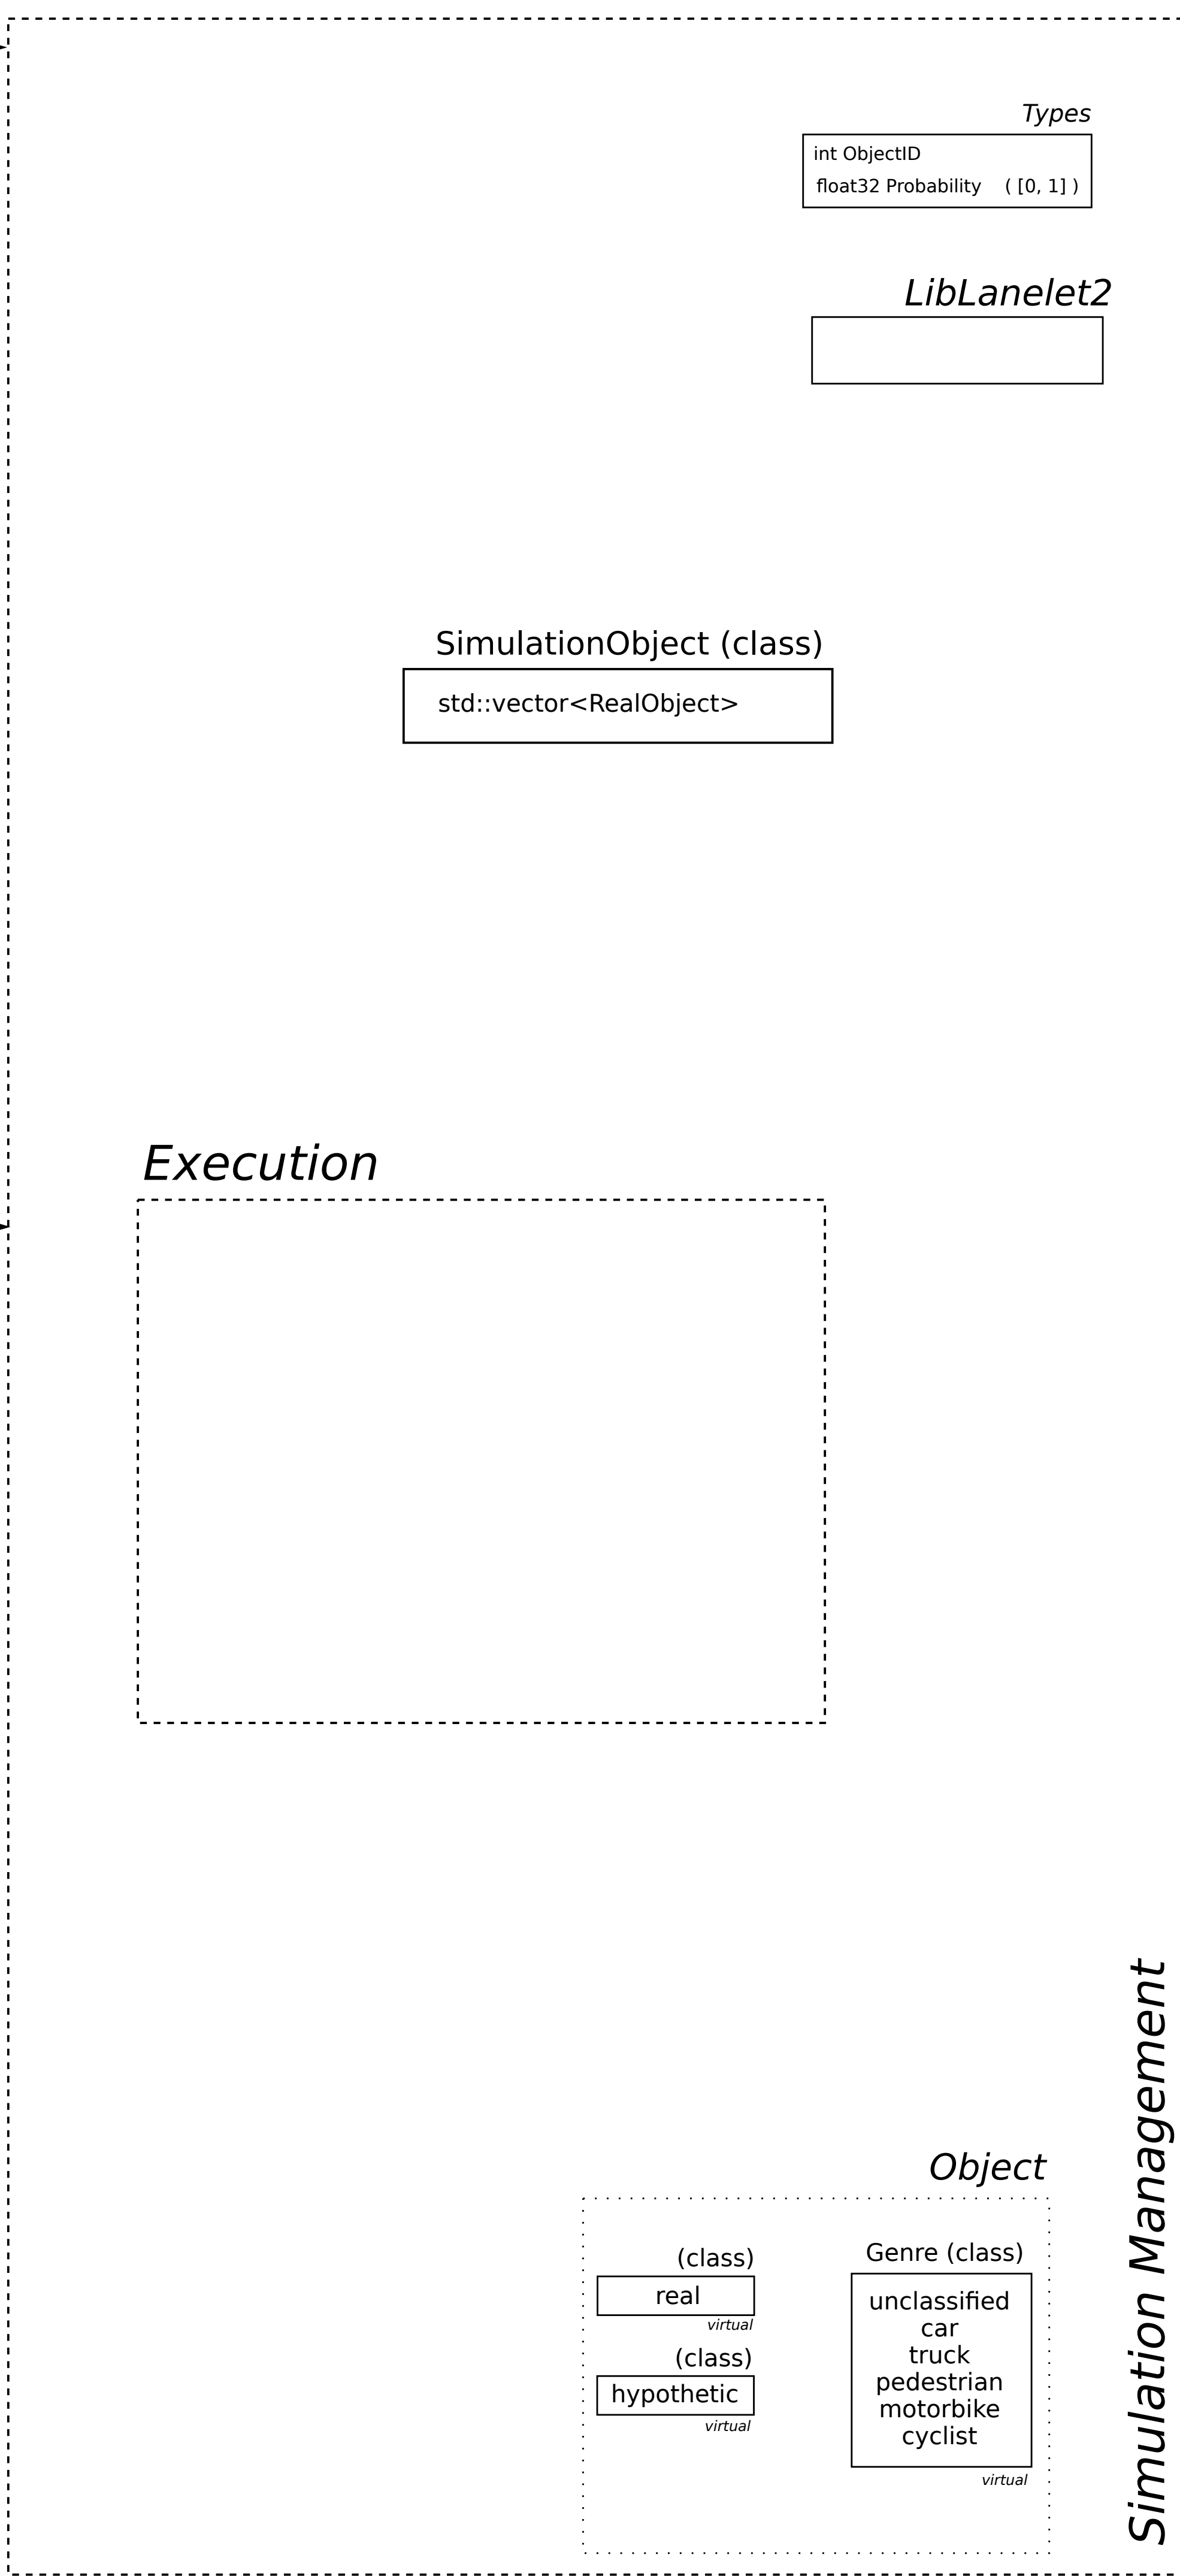 Types
int ObjectID
float32 Probability ( [0, 1] )
LibLanelet2
SimulationObject (class)
std::vector<RealObject>
Execution
Simulation Management
Object
(class)
real
virtual
(class)
hypothetic
virtual
Genre (class)
unclassified
car
truck
pedestrian
motorbike
cyclist
virtual